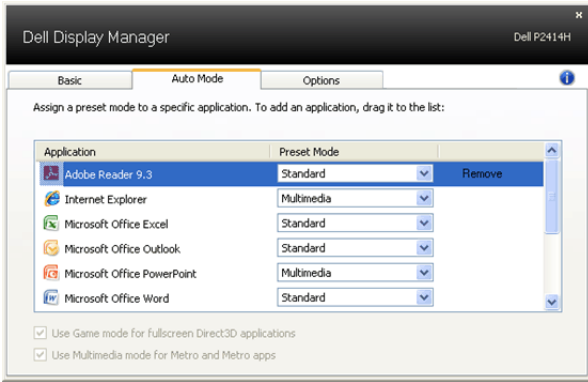 x
Dell Display Manager
Dell P2414H
Basic Auto Mode Options i
Assign a preset mode to a specific application. To add an application, drag it to the list:
Application Preset Mode
Adobe Reader 9.3 Standard Remove
Internet Explorer Multimedia
Microsoft Office Excel Standard
Microsoft Office Outlook Standard
Microsoft Office PowerPoint Multimedia
Microsoft Office Word Standard
Use Game mode for fullscreen Direct3D applications
Use Multimedia mode for Metro and Metro apps